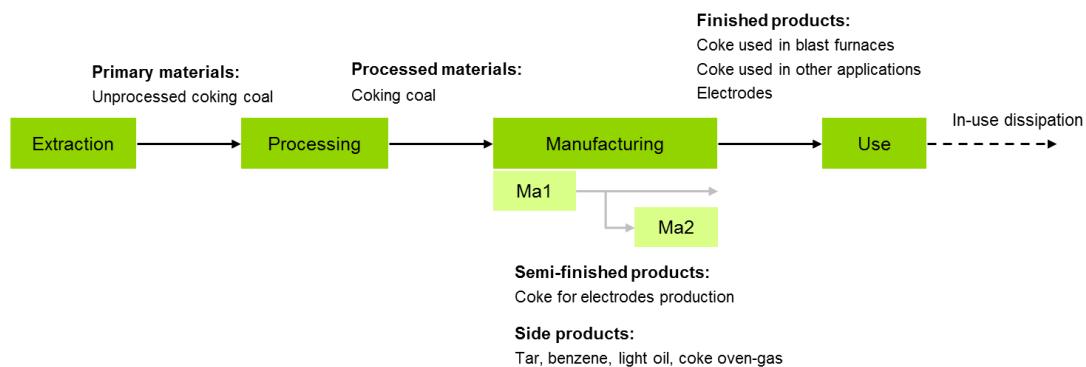 Finished products:
Coke used in blast furnaces
Coke used in other applications
Electrodes
Primary materials:
Unprocessed coking coal
Processed materials:
Coking coal
In-use dissipation
Extraction
Processing
Manufacturing
Use
Ma1
Ma2
Semi-finished products:
Coke for electrodes production
Side products:
Tar, benzene, light oil, coke oven-gas